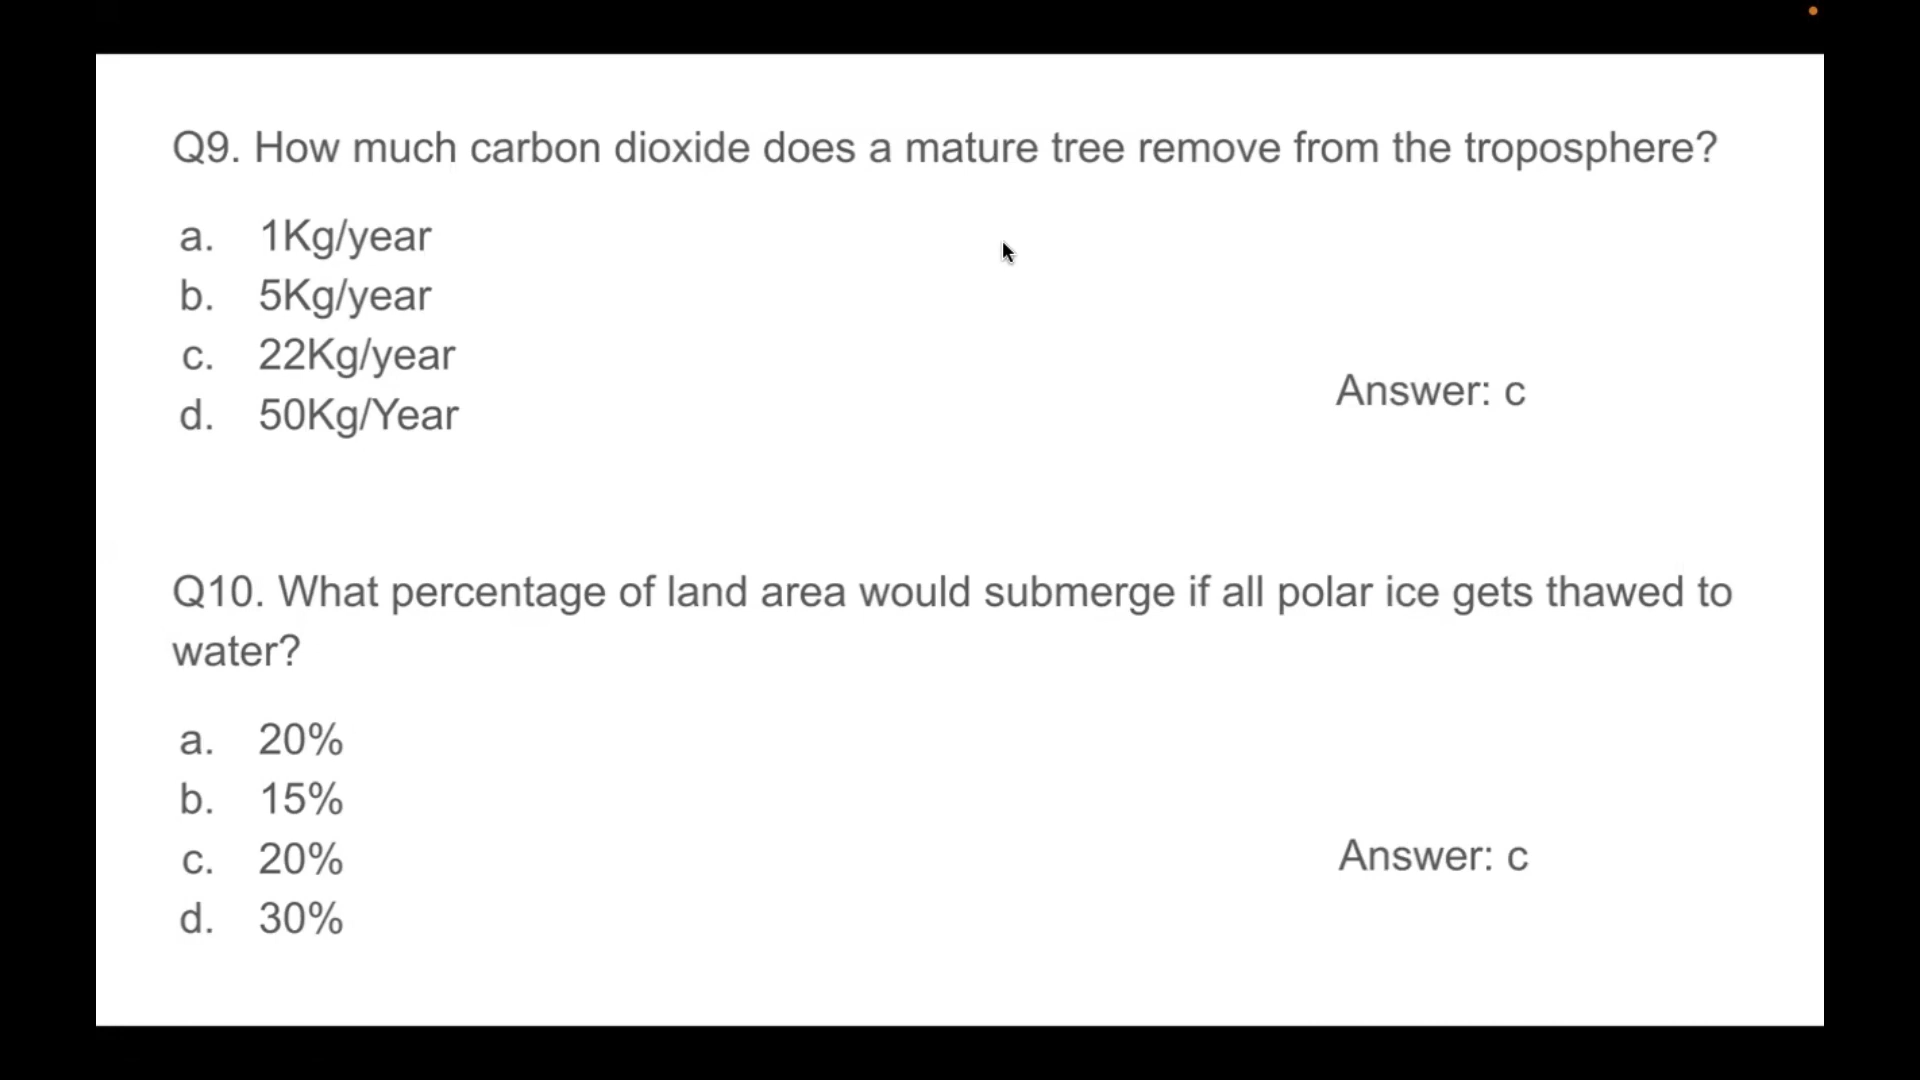 Q9. How much carbon dioxide does a mature tree remove from the troposphere?
a. 1Kg/year
b. 5Kg/year
c. 22Kg/year
d. 50Kg/Year
Answer: c
Q10. What percentage of land area would submerge if all polar ice gets thawed to
water?
a. 20%
b. 15%
c. 20%
d. 30%
Answer: c